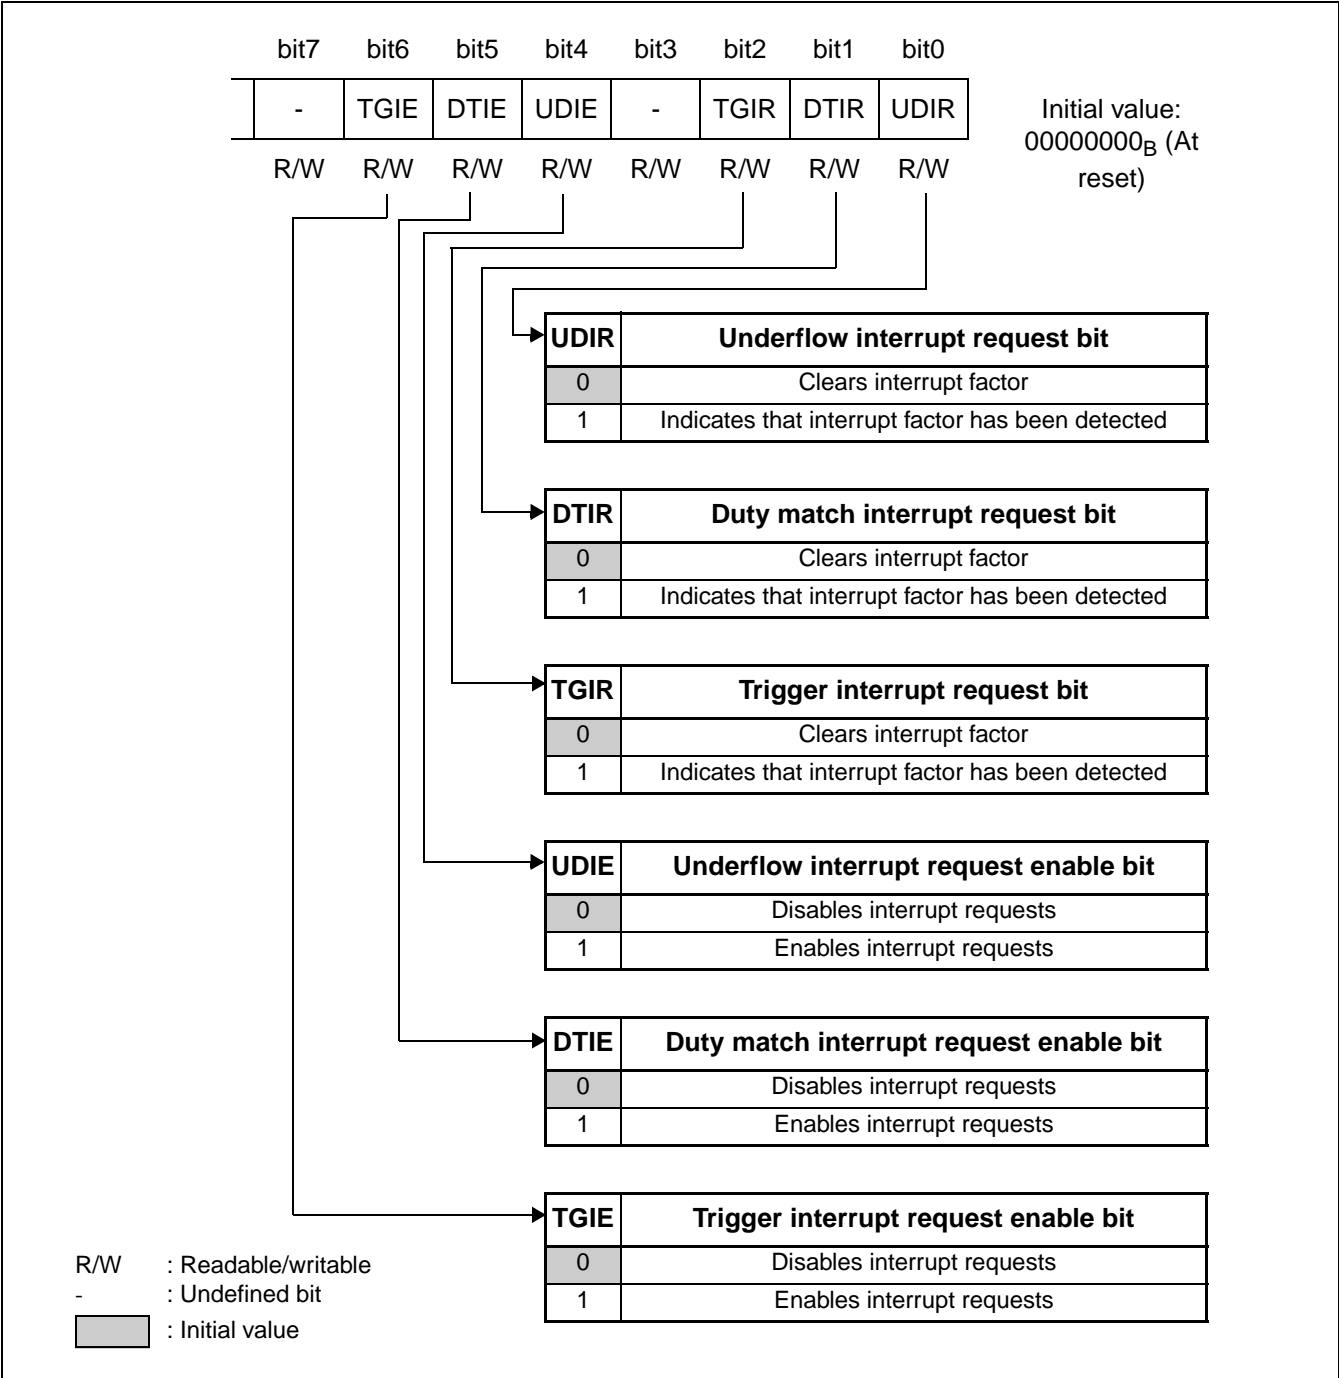 bit7 bit6 bit5 bit4 bit3 bit2 bit1 bit0
- TGIE DTIE UDIE - TGIR DTIR UDIR
R/W R/W R/W R/W R/W R/W R/W R/W
Initial value:
00000000B (At
reset)
UDIR Underflow interrupt request bit
0 Clears interrupt factor
1 Indicates that interrupt factor has been detected
DTIR Duty match interrupt request bit
0 Clears interrupt factor
1 Indicates that interrupt factor has been detected
TGIR Trigger interrupt request bit
0 Clears interrupt factor
1 Indicates that interrupt factor has been detected
UDIE Underflow interrupt request enable bit
0 Disables interrupt requests
1 Enables interrupt requests
DTIE Duty match interrupt request enable bit
0 Disables interrupt requests
1 Enables interrupt requests
TGIE Trigger interrupt request enable bit
0 Disables interrupt requests
1 Enables interrupt requests
R/W : Readable/writable
- : Undefined bit
: Initial value